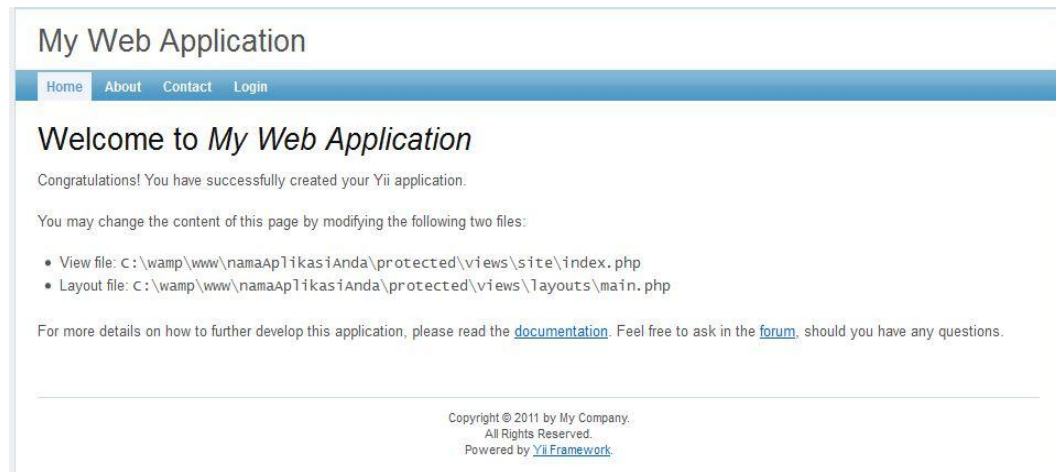 My Web Application
Home About Contact Login
Welcome to My Web Application
Congratulations! You have successfully created your Yii application.
You may change the content of this page by modifying the following two files:
• View file: C:\wamp\www\namaAplikasiAnda\protected\views\site\index.php
• Layout file: C:\wamp\www\namaAplikasiAnda\protected\views\layouts\main.php
For more details on how to further develop this application, please read the documentation. Feel free to ask in the forum, should you have any questions.
Copyright © 2011 by My Company.
All Rights Reserved.
Powered by Yii Framework.